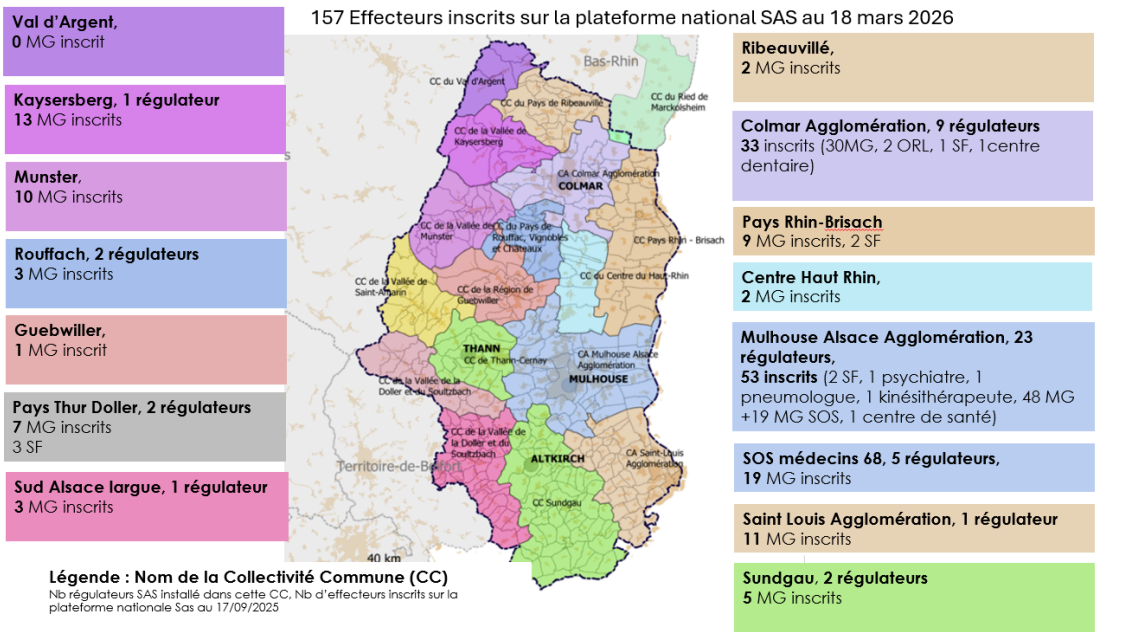 157 Effecteurs inscrits sur la plateforme national SAS au 18 mars 2026
Val d’Argent,
0 MG inscrit
Kaysersberg, 1 régulateur
13 MG inscrits
Munster,
10 MG inscrits
Rouffach, 2 régulateurs
3 MG inscrits
Guebwiller,
1 MG inscrit
Pays Thur Doller, 2 régulateurs
7 MG inscrits
3 SF
Sud Alsace largue, 1 régulateur
3 MG inscrits
Bas-Rhin
CC du Val d'Argent
CC du Pays de Ribeauvillé
CC du Ried de
Marckolsheim
CC de la Vallée de
Kaysersberg
CA Colmar Agglomération
COLMAR
CC de la Vallée de
Munster
CC du Pays de
Rouffac, Vignobles
et Châteaux
CC Pays Rhin - Brisach
CC du Centre du Haut-Rhin
CC de la Vallée de
Saint-Amarin
CC de la Région de
Guebwiller
THANN
CC de Thann-Cernay
CA Mulhouse Alsace
Agglomération
MULHOUSE
CC de la Vallée de la
Doller et du Soultzbach
CC de la Vallée de
la Doller et du
Soultzbach
Territoire-de-Belfort
ALTKIRCH
CA Saint-Louis
Agglomération
CC Sundgau
40 km
Ribeauvillé,
2 MG inscrits
Colmar Agglomération, 9 régulateurs
33 inscrits (30MG, 2 ORL, 1 SF, 1centre
dentaire)
Pays Rhin-Brisach
9 MG inscrits, 2 SF
Centre Haut Rhin,
2 MG inscrits
Mulhouse Alsace Agglomération, 23
régulateurs,
53 inscrits (2 SF, 1 psychiatre, 1
pneumologue, 1 kinésithérapeute, 48 MG
+19 MG SOS, 1 centre de santé)
SOS médecins 68, 5 régulateurs,
19 MG inscrits
Saint Louis Agglomération, 1 régulateur
11 MG inscrits
Sundgau, 2 régulateurs
5 MG inscrits
Légende : Nom de la Collectivité Commune (CC)
Nb régulateurs SAS installé dans cette CC, Nb d’effecteurs inscrits sur la
plateforme nationale Sas au 17/09/2025